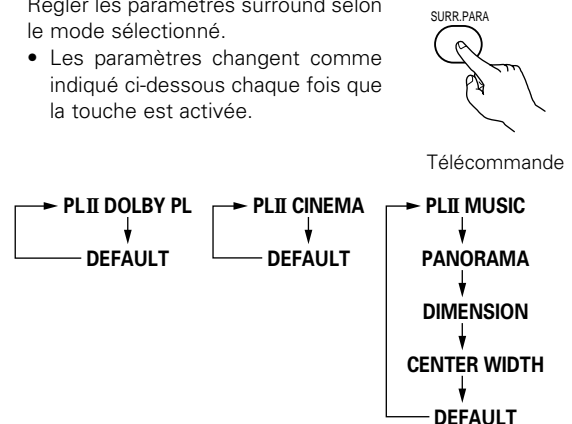 Régler les paramètres surround selon
le mode sélectionné.
• Les paramètres changent comme
indiqué ci-dessous chaque fois que
la touche est activée.
SURR.PARA
Télécommande
PLII DOLBY PL
DEFAULT
PLII CINEMA
DEFAULT
PLII MUSIC
PANORAMA
DIMENSION
CENTER WIDTH
DEFAULT